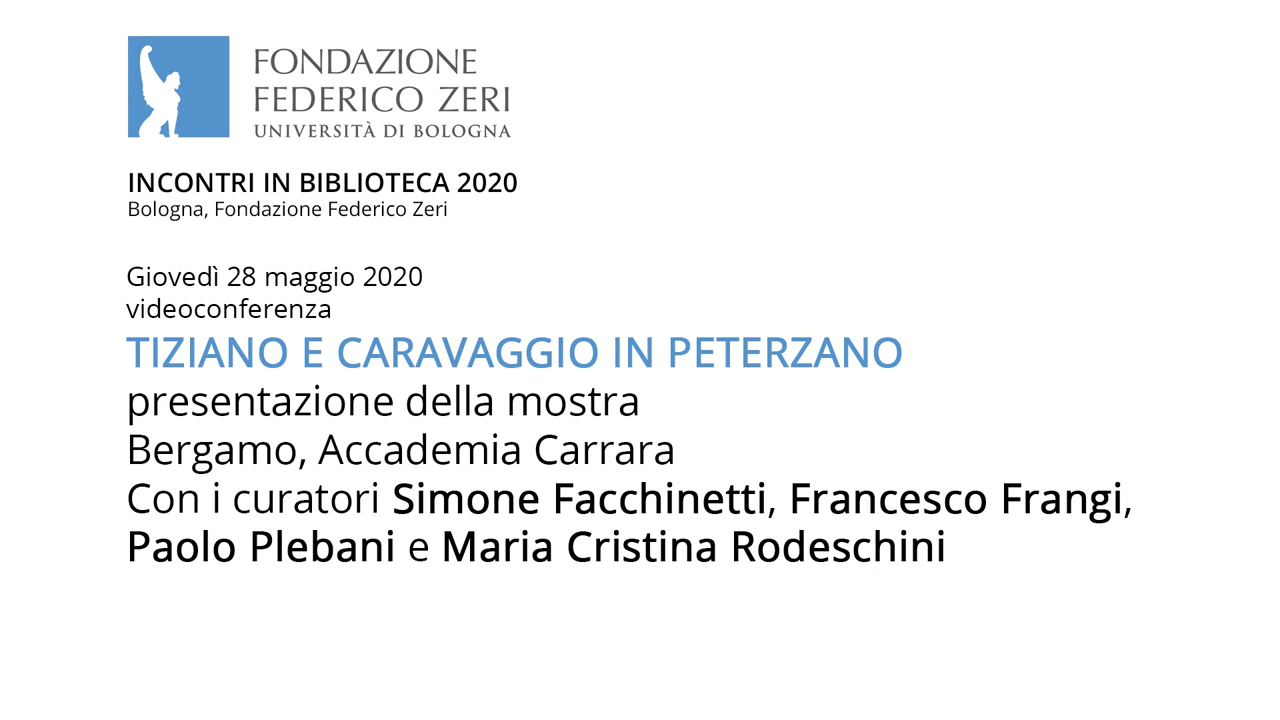 FONDAZIONE
FEDERICO ZERI
UNIVERSITÀ DI BOLOGNA
INCONTRI IN BIBLIOTECA 2020
Bologna, Fondazione Federico Zeri
Giovedì 28 maggio 2020
videoconferenza
TIZIANO E CARAVAGGIO IN PETERZANO
presentazione della mostra
Bergamo, Accademia Carrara
Con i curatori Simone Facchinetti, Francesco Frangi,
Paolo Plebani e Maria Cristina Rodeschini